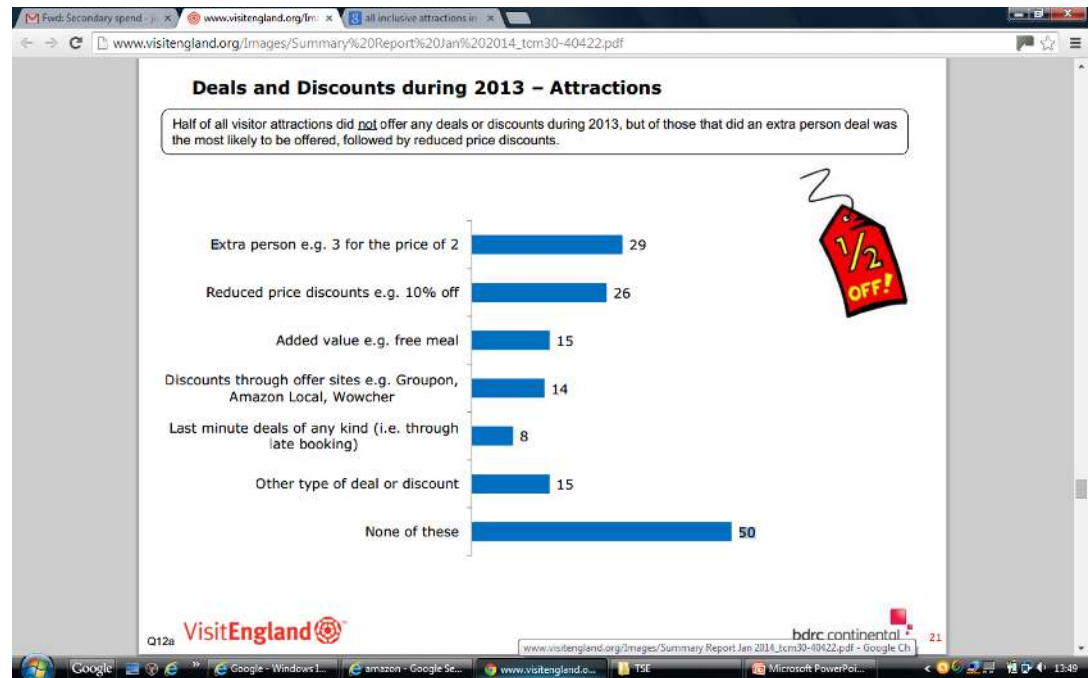 Fwd: Secondary spend - ji
www.visitengland.org/Im
all inclusive attractions in
www.visitengland.org/Images/Summary%20Report%20Jan%202014_tcm30-40422.pdf
Deals and Discounts during 2013 – Attractions
Half of all visitor attractions did not offer any deals or discounts during 2013, but of those that did an extra person deal was
the most likely to be offered, followed by reduced price discounts.
1/2
OFF!
Extra person e.g. 3 for the price of 2
29
Reduced price discounts e.g. 10% off
26
Added value e.g. free meal
15
Discounts through offer sites e.g. Groupon,
Amazon Local, Wowcher
14
Last minute deals of any kind (i.e. through
late booking)
8
Other type of deal or discount
15
None of these
50
Q12a
VisitEngland
bdrc continental
21
www.visitengland.org/Images/Summary Report Jan 2014_tcm30-40422.pdf - Google Ch
Google
Google - Windows I...
amazon - Google Se...
www.visitengland.o...
TSE
Microsoft PowerPoi...
13:49